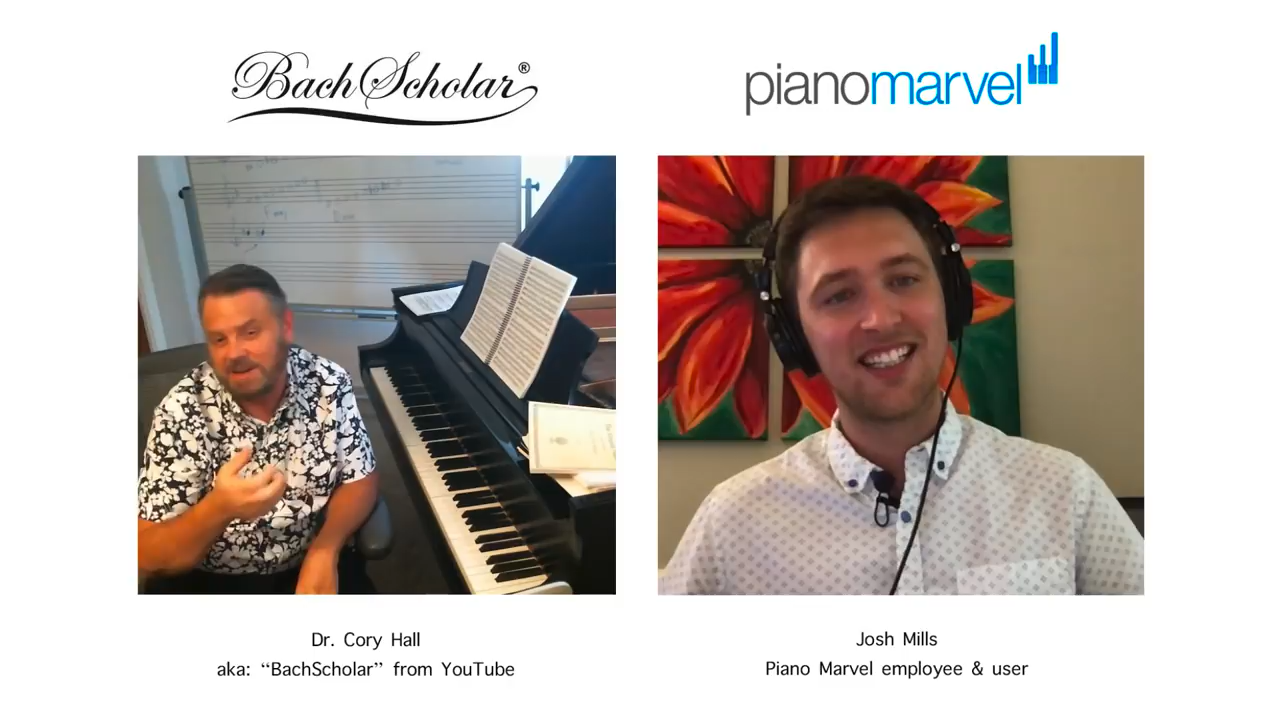 BachScholar®
pianomarvel
Dr. Cory Hall
aka: “BachScholar” from YouTube
Josh Mills
Piano Marvel employee & user